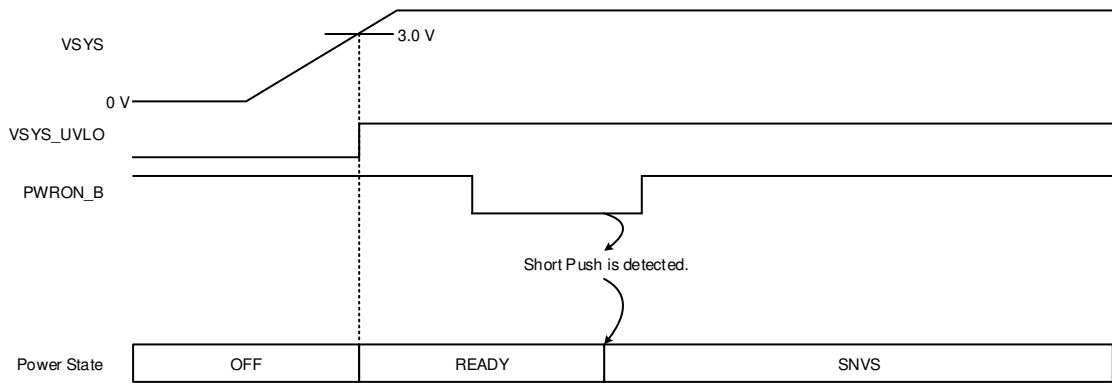 VSYS
3.0 V
0 V
VSYS_UVLO
PWRON_B
Short Push is detected.
Power State
OFF
READY
SNVS